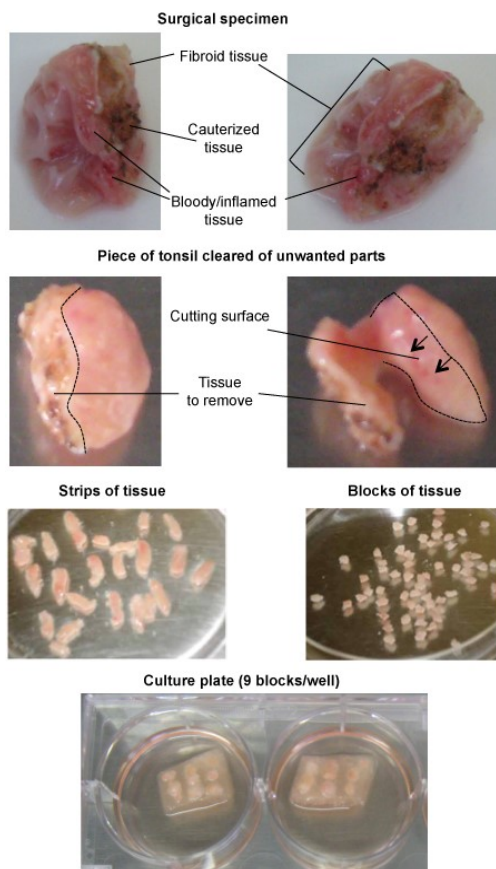 Surgical specimen
Fibroid tissue
Cauterized
tissue
Bloody/inflamed
tissue
Piece of tonsil cleared of unwanted parts
Cutting surface
Tissue
to remove
Strips of tissue
Blocks of tissue
Culture plate (9 blocks/well)